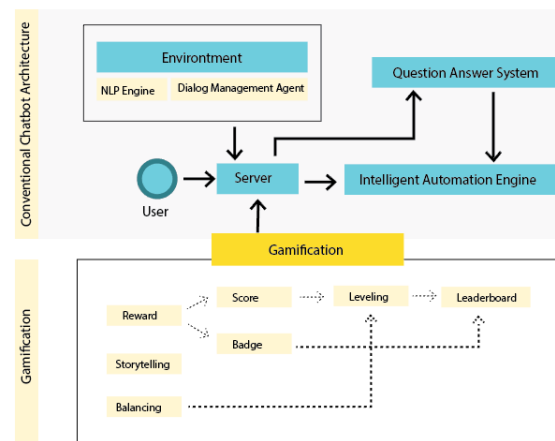 Conventional Chatbot Architecture
Environtment
NLP Engine
Dialog Management Agent
Question Answer System
User
Server
Intelligent Automation Engine
Gamification
Gamification
Reward
Score
Leveling
Leaderboard
Badge
Storytelling
Balancing